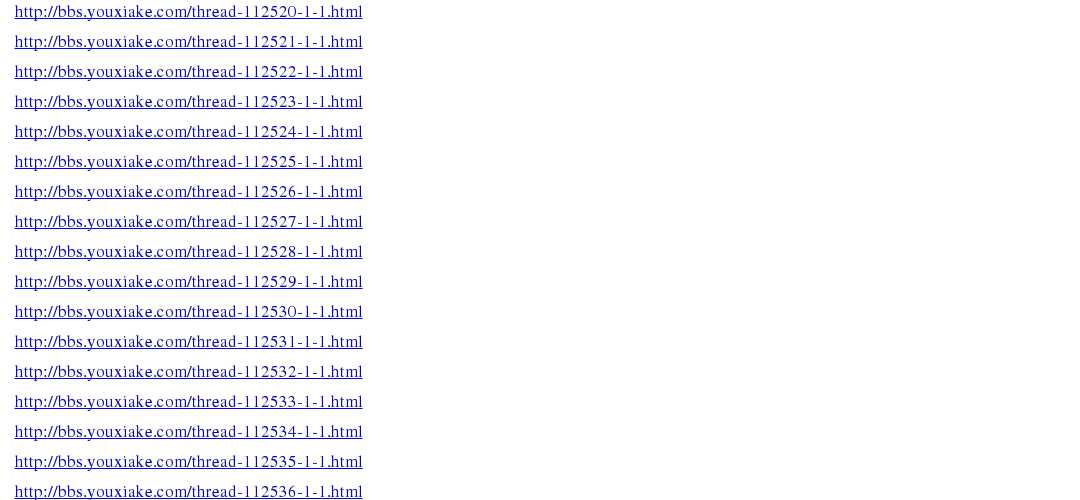 http://bbs.youxiake.com/thread-112520-1-1.html
http://bbs.youxiake.com/thread-112521-1-1.html
http://bbs.youxiake.com/thread-112522-1-1.html
http://bbs.youxiake.com/thread-112523-1-1.html
http://bbs.youxiake.com/thread-112524-1-1.html
http://bbs.youxiake.com/thread-112525-1-1.html
http://bbs.youxiake.com/thread-112526-1-1.html
http://bbs.youxiake.com/thread-112527-1-1.html
http://bbs.youxiake.com/thread-112528-1-1.html
http://bbs.youxiake.com/thread-112529-1-1.html
http://bbs.youxiake.com/thread-112530-1-1.html
http://bbs.youxiake.com/thread-112531-1-1.html
http://bbs.youxiake.com/thread-112532-1-1.html
http://bbs.youxiake.com/thread-112533-1-1.html
http://bbs.youxiake.com/thread-112534-1-1.html
http://bbs.youxiake.com/thread-112535-1-1.html
http://bbs.youxiake.com/thread-112536-1-1.html